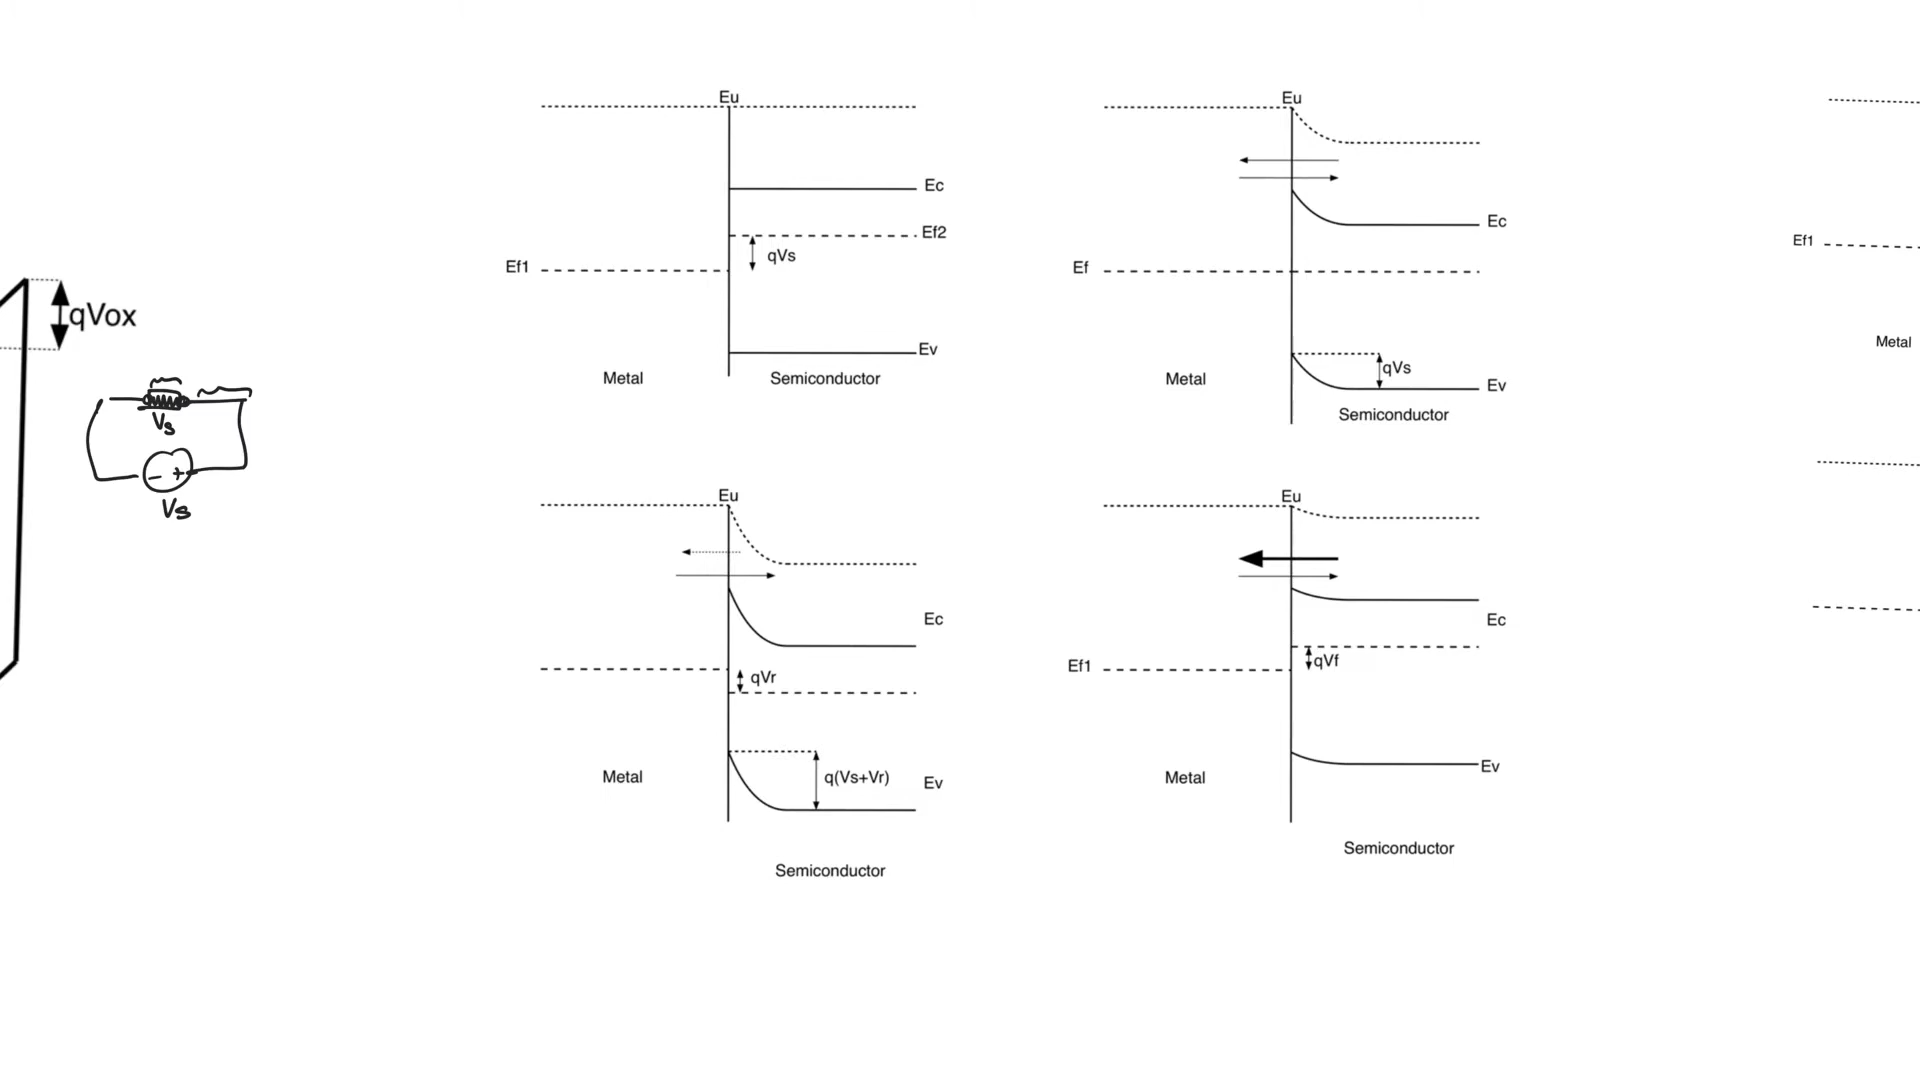 qVox
Vs
- +
Vs
Eu
Ec
Ef2
qVs
Ef1
Ev
Metal
Semiconductor
Eu
Ec
Ef
qVs
Ev
Metal
Semiconductor
Eu
Ec
qVr
q(Vs+Vr)
Ev
Metal
Semiconductor
Eu
Ec
qVf
Ef1
Ev
Metal
Semiconductor
Ef1
Metal